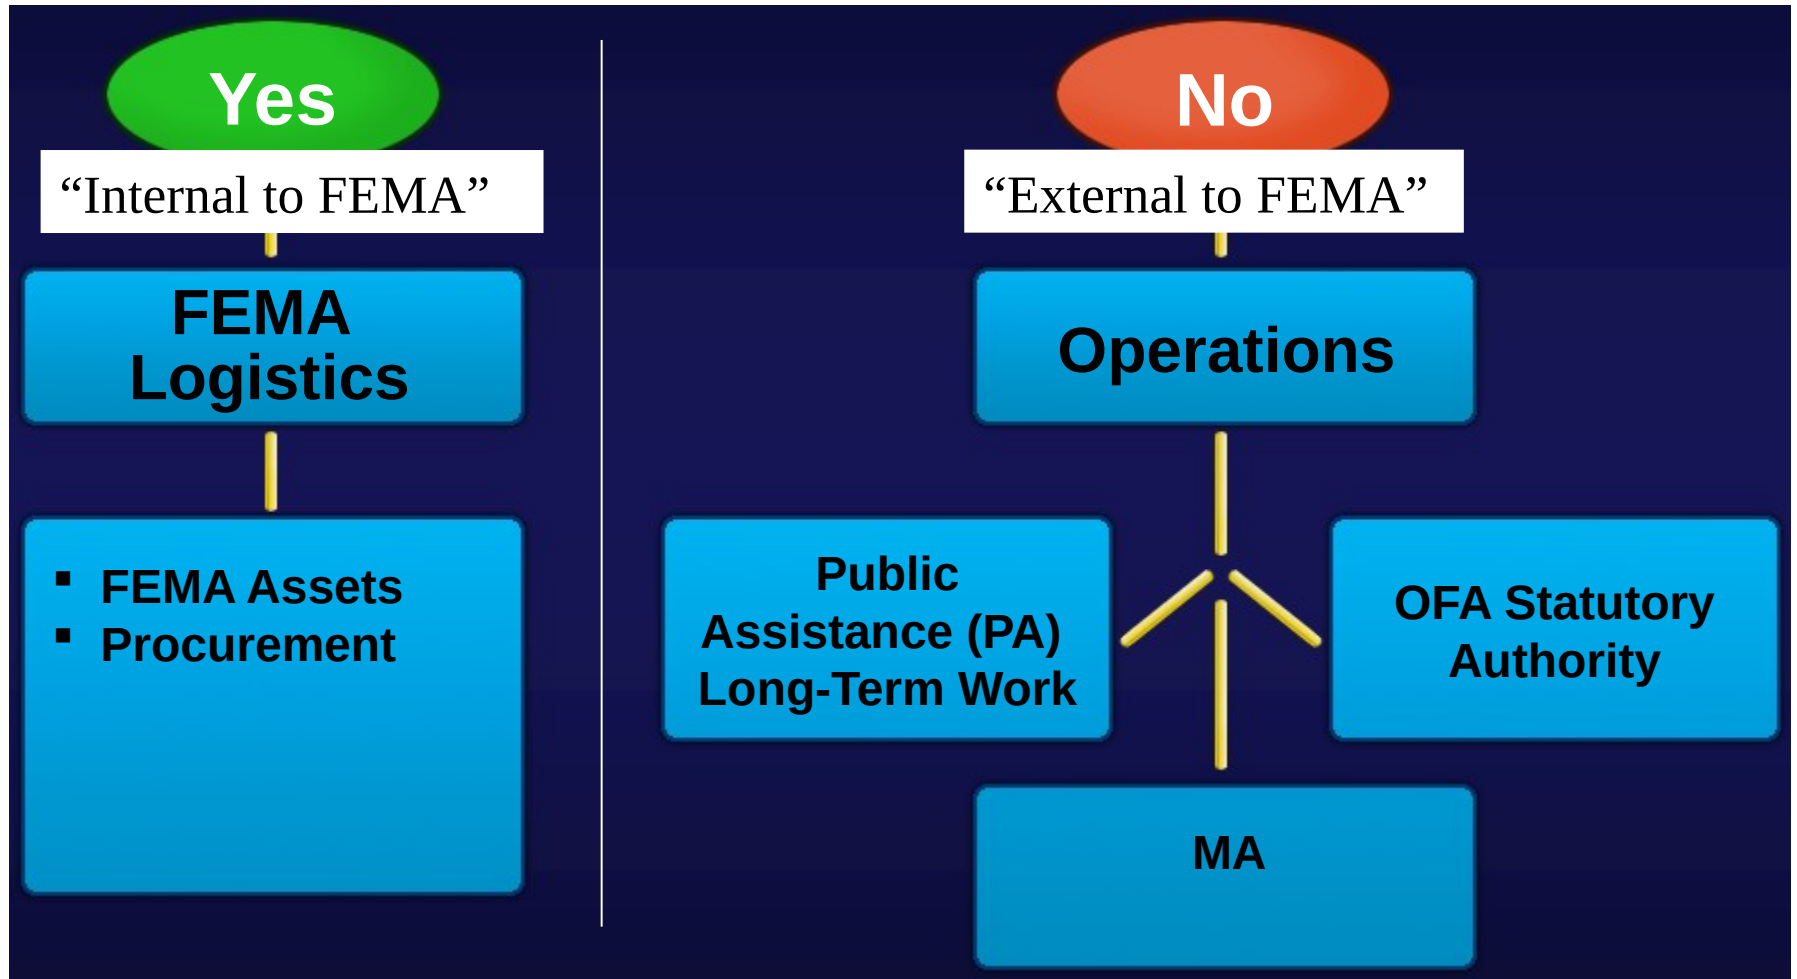 Yes
“Internal to FEMA”
FEMA
Logistics
▪ FEMA Assets
▪ Procurement
No
“External to FEMA”
Operations
Public
Assistance (PA)
Long-Term Work
OFA Statutory
Authority
MA